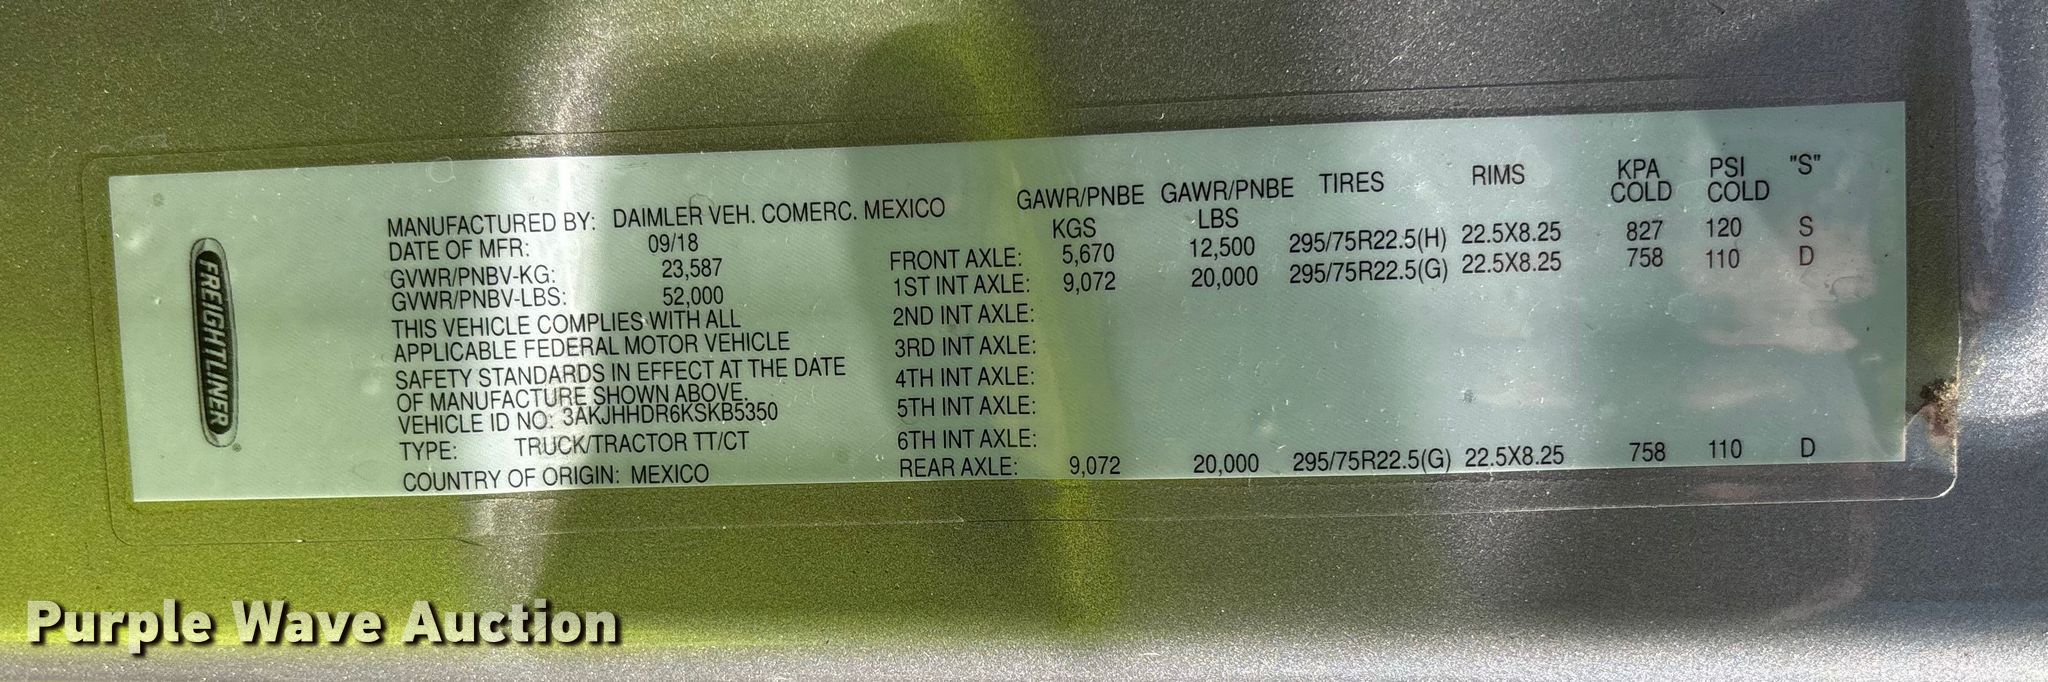 FREIGHTLINER
MANUFACTURED BY: DAIMLER VEH. COMERC. MEXICO
DATE OF MFR: 09/18
GVWR/PNBV-KG: 23,587
GVWR/PNBV-LBS: 52,000
THIS VEHICLE COMPLIES WITH ALL
APPLICABLE FEDERAL MOTOR VEHICLE
SAFETY STANDARDS IN EFFECT AT THE DATE
OF MANUFACTURE SHOWN ABOVE.
VEHICLE ID NO: 3AKJHHDR6KSKB5350
TYPE: TRUCK/TRACTOR TT/CT
COUNTRY OF ORIGIN: MEXICO
GAWR/PNBE GAWR/PNBE TIRES RIMS KPA PSI "S"
KGS LBS COLD COLD
FRONT AXLE: 5,670 12,500 295/75R22.5(H) 22.5X8.25 827 120 S
1ST INT AXLE: 9,072 20,000 295/75R22.5(G) 22.5X8.25 758 110 D
2ND INT AXLE:
3RD INT AXLE:
4TH INT AXLE:
5TH INT AXLE:
6TH INT AXLE:
REAR AXLE: 9,072 20,000 295/75R22.5(G) 22.5X8.25 758 110 D
Purple Wave Auction